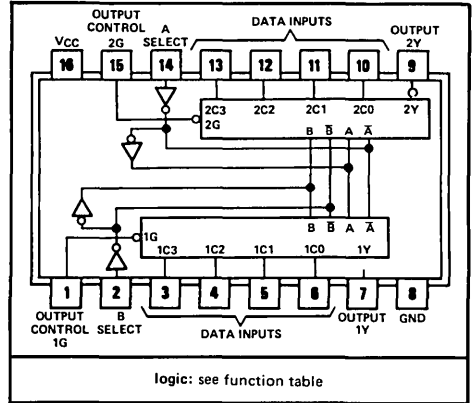 OUTPUT CONTROL 2G A SELECT DATA INPUTS OUTPUT 2Y
VCC
16 15 14 13 12 11 10 9
2C3 2C2 2C1 2C0 2Y
2G
B B̅ A A̅
B B̅ A A̅
1G
1C3 1C2 1C1 1C0 1Y
1 2 3 4 5 6 7 8
OUTPUT CONTROL 1G B SELECT DATA INPUTS OUTPUT 1Y GND
logic: see function table